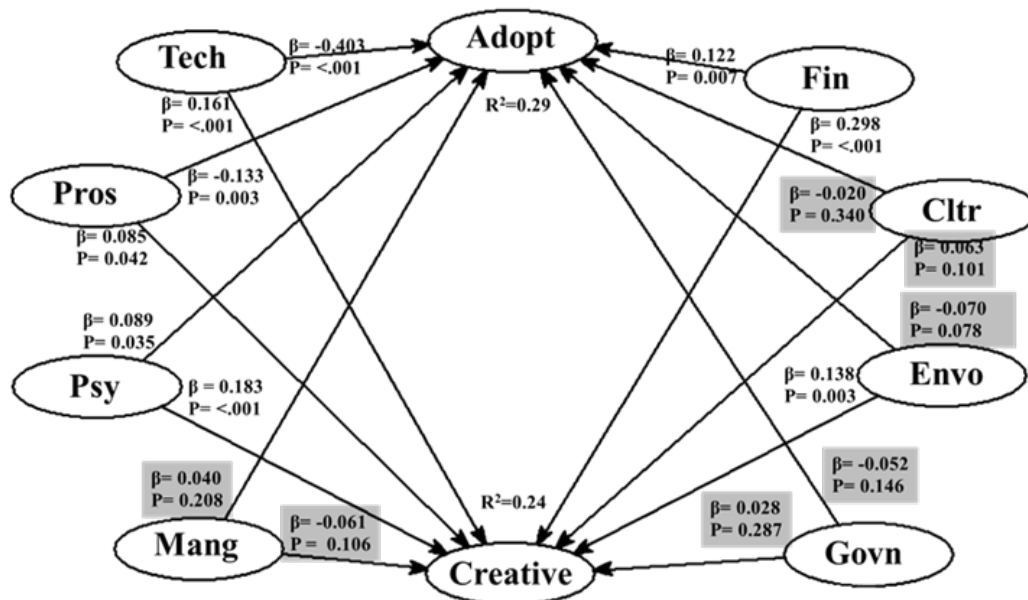 Adopt
Tech
β= -0.403
P= <.001
β= 0.122
P= 0.007
Fin
β= 0.161
P= <.001
R²=0.29
β= 0.298
P= <.001
Pros
β= -0.133
P= 0.003
β= -0.020
P = 0.340
Cltr
β= 0.085
P= 0.042
β= 0.063
P= 0.101
β= 0.089
P= 0.035
β= -0.070
P= 0.078
Psy
β = 0.183
P= <.001
β= 0.138
P= 0.003
Envo
β= 0.040
P= 0.208
β= -0.052
P= 0.146
R²=0.24
β= -0.061
P=  0.106
β= 0.028
P= 0.287
Mang
Creative
Govn